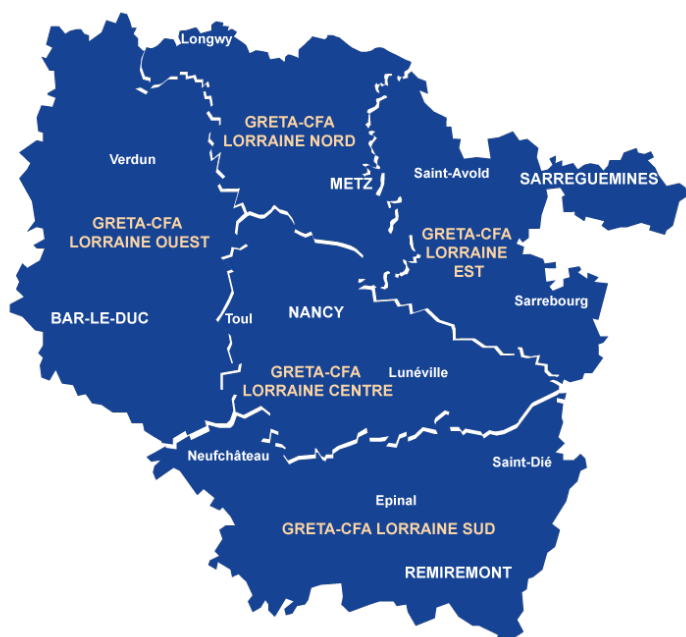 Longwy
GRETA-CFA
LORRAINE NORD
Verdun
METZ
Saint-Avold
SARREGUEMINES
GRETA-CFA
LORRAINE OUEST
GRETA-CFA
LORRAINE
EST
Sarrebourg
BAR-LE-DUC
Toul
NANCY
GRETA-CFA
LORRAINE CENTRE
Lunéville
Neufchâteau
Saint-Dié
Epinal
GRETA-CFA LORRAINE SUD
REMIREMONT